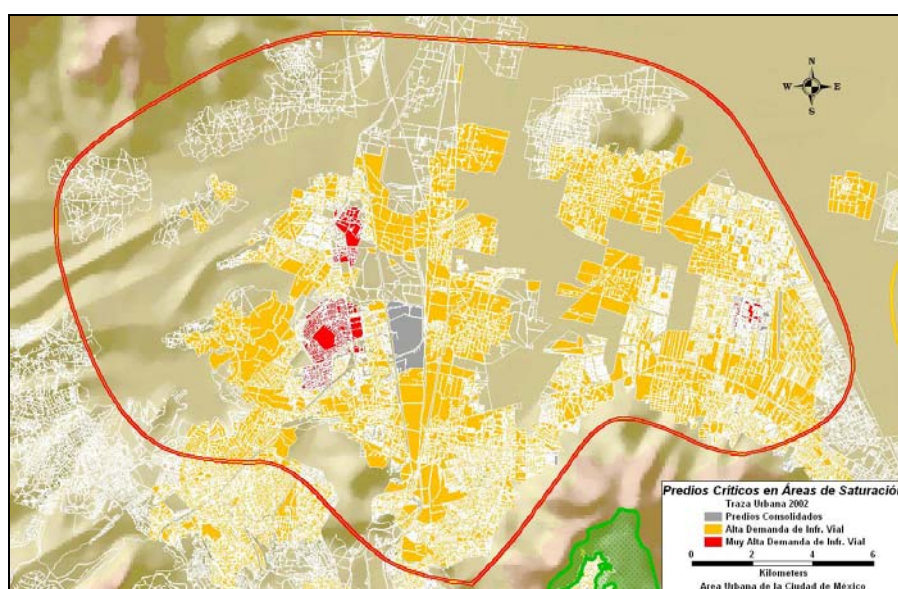 N
W E
S
Predios Críticos en Áreas de Saturación
Traza Urbana 2002
Predios Consolidados
Alta Demanda de Infr. Vial
Muy Alta Demanda de Infr. Vial
0 2 4 6
Kilometers
Area Urbana de la Ciudad de México